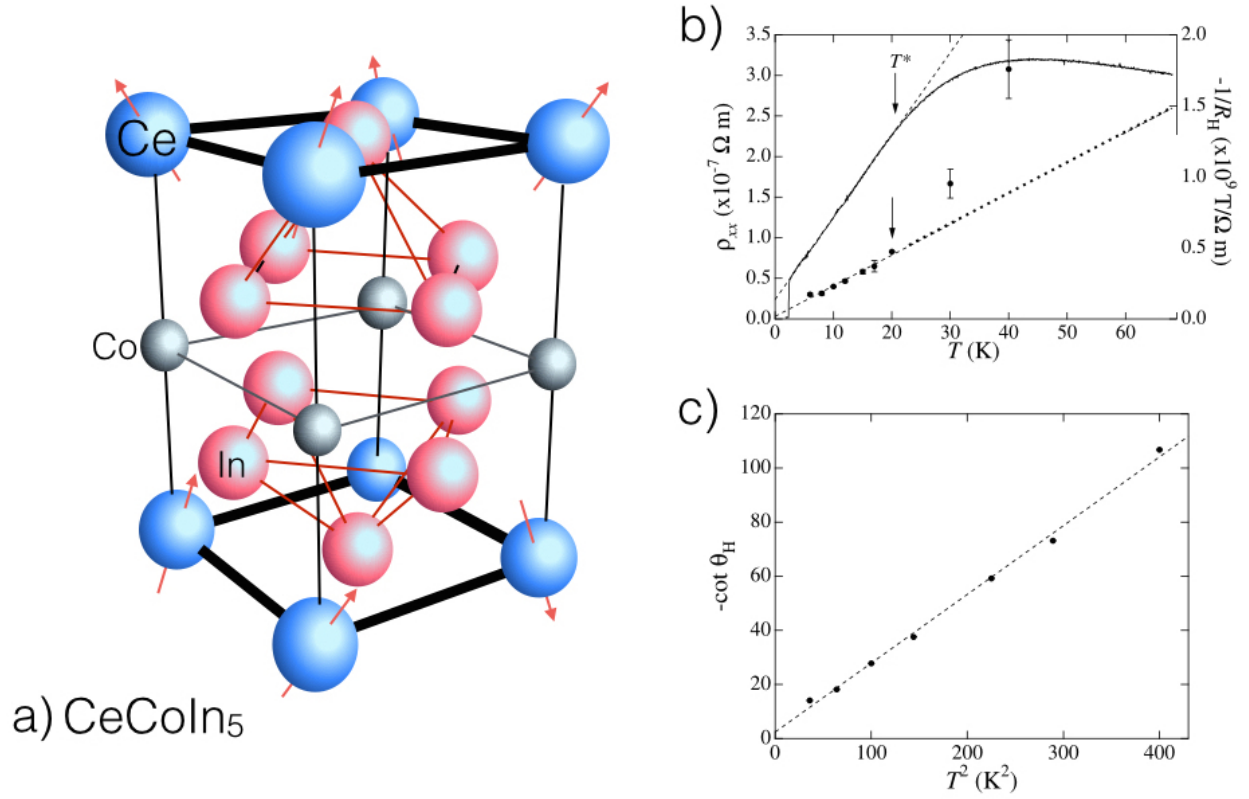 Ce
Co
In
a) CeCoIn₅
b)
3.5
3.0
2.5
2.0
1.5
1.0
0.5
0.0
ρxx (x10⁻⁷ Ω m)
T*
2.0
1.5
1.0
0.5
0.0
-1/RH (x10⁹ T/Ω m)
0 10 20 30 40 50 60
T (K)
c)
120
100
80
60
40
20
0
-cot θH
0 100 200 300 400
T² (K²)